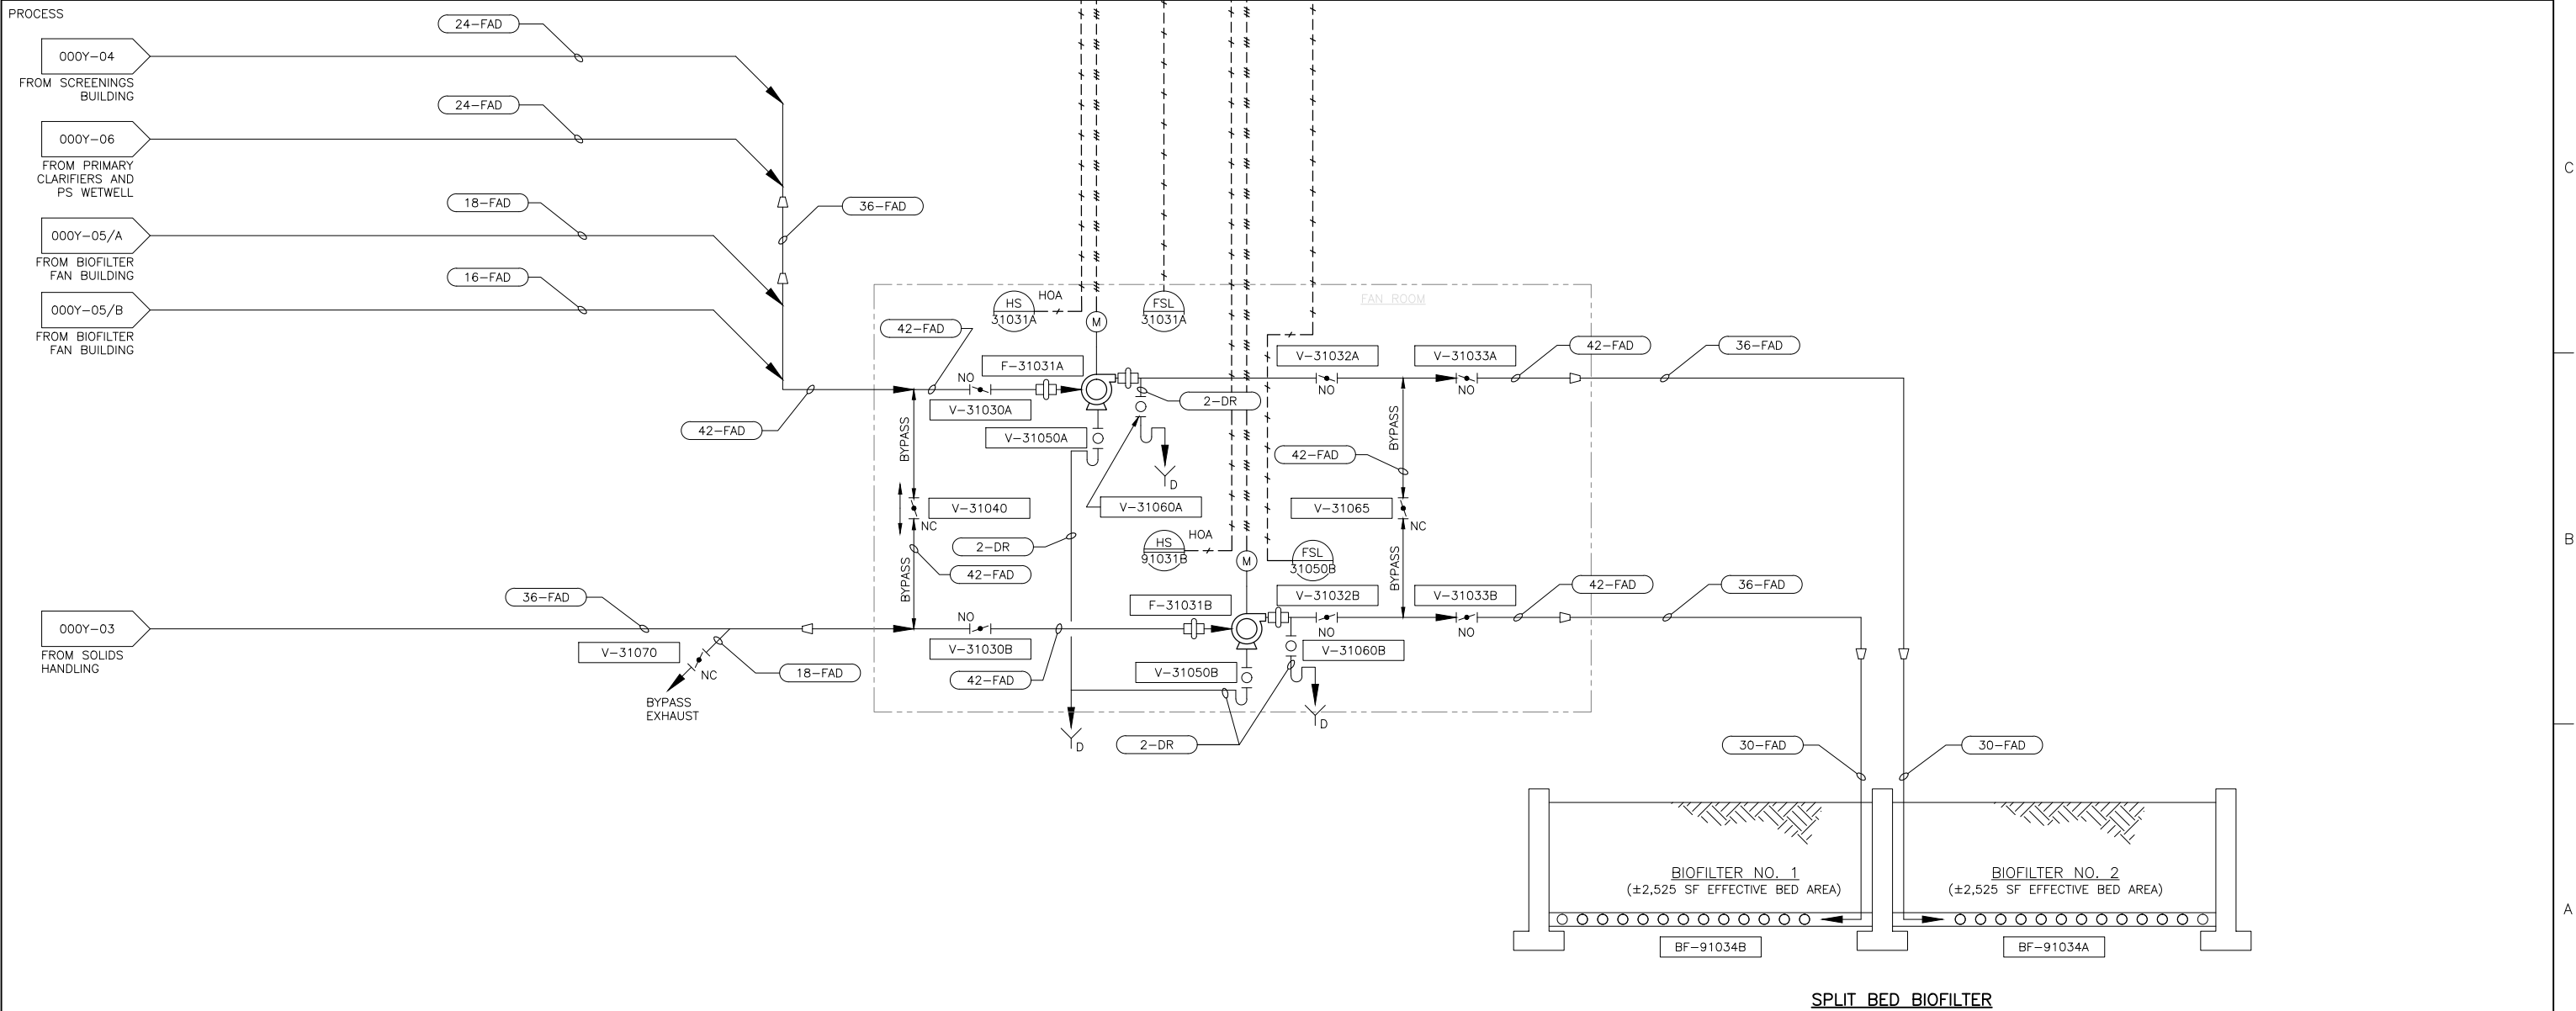 PROCESS
24-FAD
000Y-04
FROM SCREENINGS
BUILDING
24-FAD
000Y-06
FROM PRIMARY
CLARIFIERS AND
PS WETWELL
18-FAD
36-FAD
000Y-05/A
FROM BIOFILTER
FAN BUILDING
16-FAD
000Y-05/B
FROM BIOFILTER
FAN BUILDING
C
HS
31031A
HOA
M
FSL
31031A
FAN ROOM
42-FAD
F-31031A
NO
V-31030A
42-FAD
V-31050A
2-DR
D
V-31060A
V-31032A
NO
V-31033A
NO
42-FAD
36-FAD
BYPASS
BYPASS
42-FAD
V-31040
NC
V-31065
NC
2-DR
42-FAD
HS
91031B
HOA
M
FSL
31050B
BYPASS
BYPASS
B
36-FAD
000Y-03
FROM SOLIDS
HANDLING
V-31070
NC
18-FAD
BYPASS
EXHAUST
NO
V-31030B
42-FAD
F-31031B
V-31050B
V-31032B
NO
V-31060B
V-31033B
NO
42-FAD
36-FAD
D
D
2-DR
30-FAD
30-FAD
BIOFILTER NO. 1
(±2,525 SF EFFECTIVE BED AREA)
BIOFILTER NO. 2
(±2,525 SF EFFECTIVE BED AREA)
A
BF-91034B
BF-91034A
SPLIT BED BIOFILTER